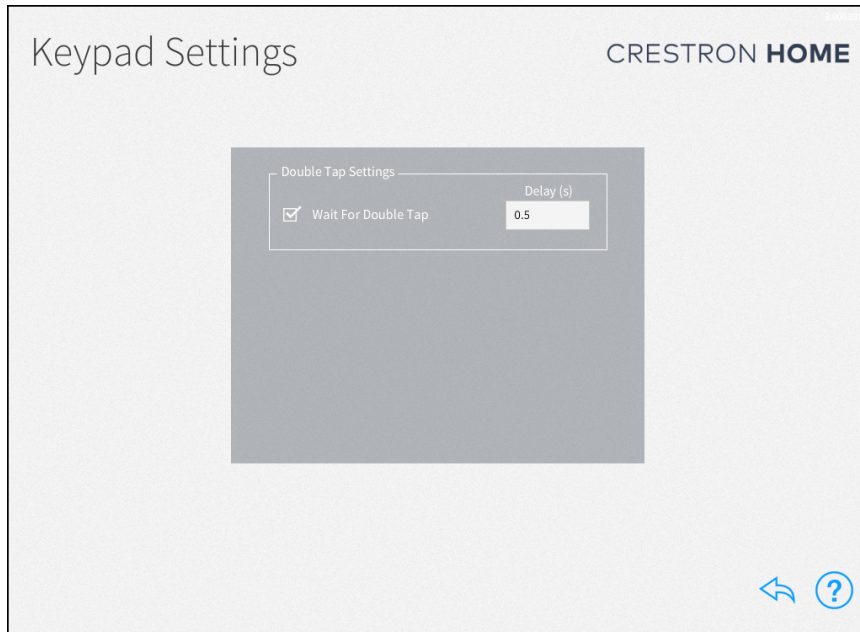 Keypad Settings
CRESTRON HOME
Double Tap Settings
Delay (s)
Wait For Double Tap
0.5
?